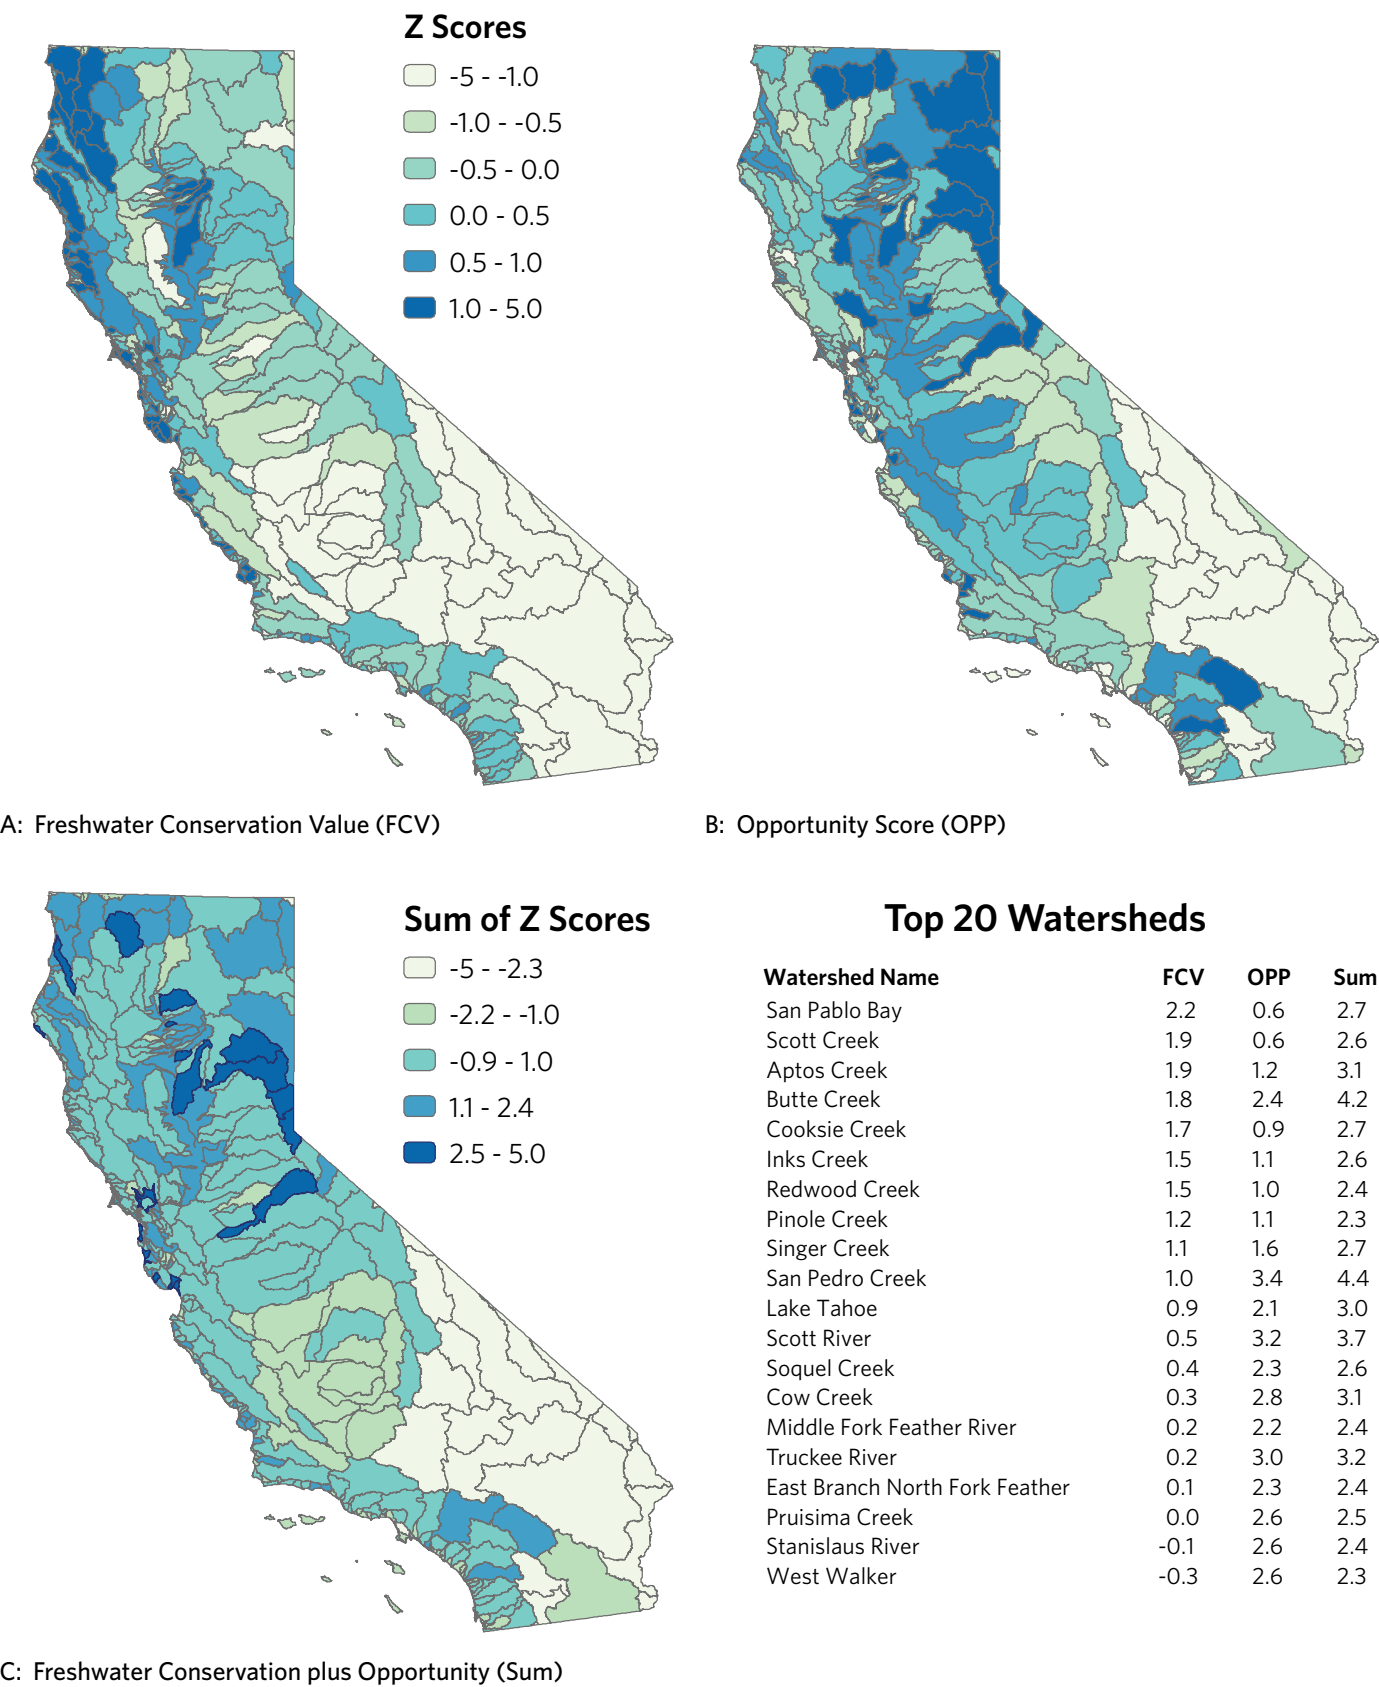 Z Scores
-5 - -1.0
-1.0 - -0.5
-0.5 - 0.0
0.0 - 0.5
0.5 - 1.0
1.0 - 5.0
A: Freshwater Conservation Value (FCV)
B: Opportunity Score (OPP)
Sum of Z Scores
-5 - -2.3
-2.2 - -1.0
-0.9 - 1.0
1.1 - 2.4
2.5 - 5.0
Top 20 Watersheds
Watershed Name FCV OPP Sum
San Pablo Bay 2.2 0.6 2.7
Scott Creek 1.9 0.6 2.6
Aptos Creek 1.9 1.2 3.1
Butte Creek 1.8 2.4 4.2
Cooksie Creek 1.7 0.9 2.7
Inks Creek 1.5 1.1 2.6
Redwood Creek 1.5 1.0 2.4
Pinole Creek 1.2 1.1 2.3
Singer Creek 1.1 1.6 2.7
San Pedro Creek 1.0 3.4 4.4
Lake Tahoe 0.9 2.1 3.0
Scott River 0.5 3.2 3.7
Soquel Creek 0.4 2.3 2.6
Cow Creek 0.3 2.8 3.1
Middle Fork Feather River 0.2 2.2 2.4
Truckee River 0.2 3.0 3.2
East Branch North Fork Feather 0.1 2.3 2.4
Pruisima Creek 0.0 2.6 2.5
Stanislaus River -0.1 2.6 2.4
West Walker -0.3 2.6 2.3
C: Freshwater Conservation plus Opportunity (Sum)